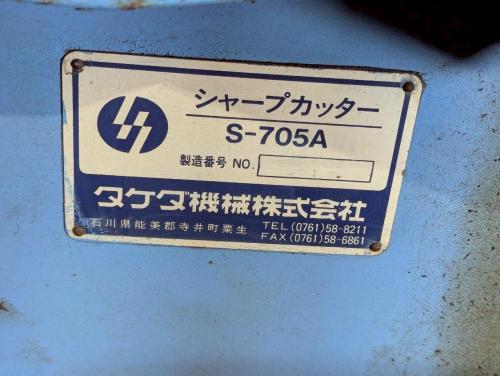 シャープカッター
S-705A
製造番号 NO.
タケダ機械株式会社
石川県能美郡寺井町粟生 TEL(0761)58-8211
FAX(0761)58-6861